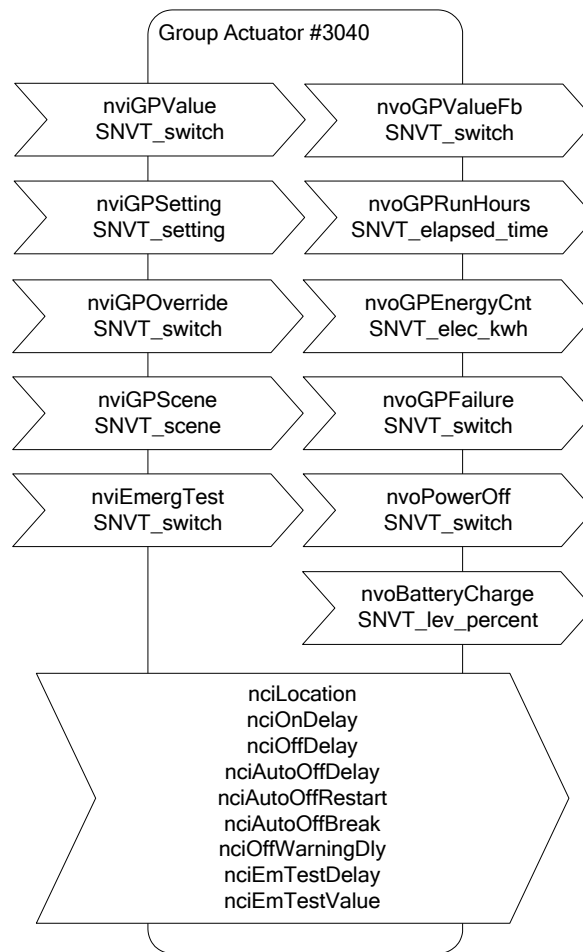 Group Actuator #3040
nviGPValue
SNVT_switch
nvoGPValueFb
SNVT_switch
nviGPSetting
SNVT_setting
nvoGPRunHours
SNVT_elapsed_time
nviGPOverride
SNVT_switch
nvoGPEnergyCnt
SNVT_elec_kwh
nviGPScene
SNVT_scene
nvoGPFailure
SNVT_switch
nviEmergTest
SNVT_switch
nvoPowerOff
SNVT_switch
nvoBatteryCharge
SNVT_lev_percent
nciLocation
nciOnDelay
nciOffDelay
nciAutoOffDelay
nciAutoOffRestart
nciAutoOffBreak
nciOffWarningDly
nciEmTestDelay
nciEmTestValue